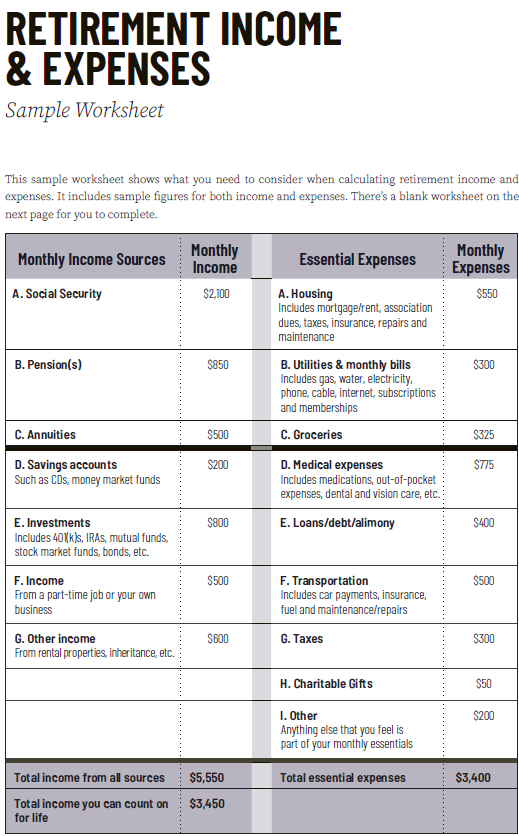 RETIREMENT INCOME
& EXPENSES
Sample Worksheet
This sample worksheet shows what you need to consider when calculating retirement income and
expenses. It includes sample figures for both income and expenses. There's a blank worksheet on the
next page for you to complete.
Monthly Income Sources
Monthly
Income
Essential Expenses
Monthly
Expenses
A. Social Security
$2,100
A. Housing
$550
Includes mortgage/rent, association
dues, taxes, insurance, repairs and
maintenance
B. Pension(s)
$850
B. Utilities & monthly bills
$300
Includes gas, water, electricity,
phone, cable, internet, subscriptions
and memberships
C. Annuities
$500
C. Groceries
$325
D. Savings accounts
$200
Such as CDs, money market funds
D. Medical expenses
$775
Includes medications, out-of-pocket
expenses, dental and vision care, etc.
E. Investments
$800
Includes 401(k)s, IRAs, mutual funds,
stock market funds, bonds, etc.
E. Loans/debt/alimony
$400
F. Income
$500
From a part-time job or your own
business
F. Transportation
$500
Includes car payments, insurance,
fuel and maintenance/repairs
G. Other income
$600
From rental properties, inheritance, etc.
G. Taxes
$300
H. Charitable Gifts
$50
I. Other
$200
Anything else that you feel is
part of your monthly essentials
Total income from all sources
$5,550
Total essential expenses
$3,400
Total income you can count on
for life
$3,450